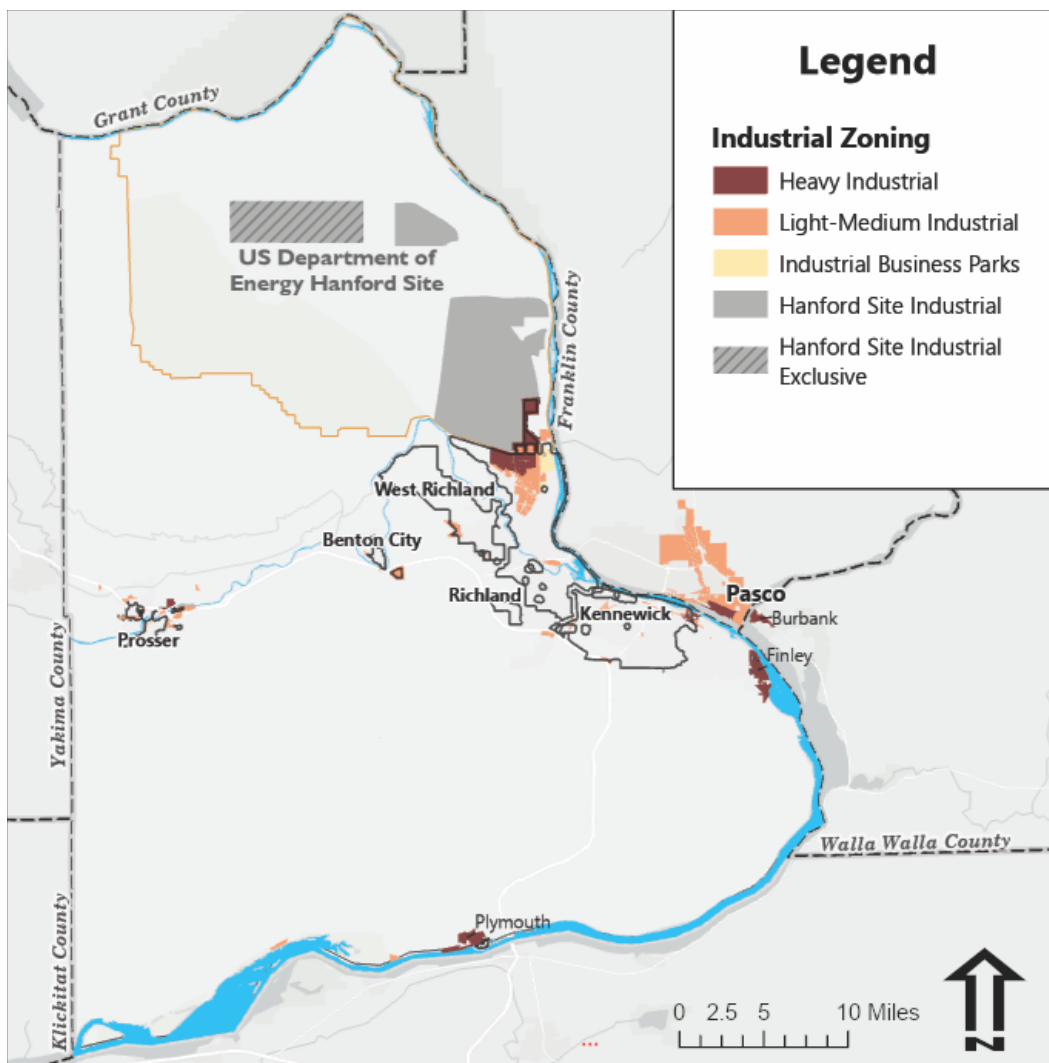 Legend
Industrial Zoning
Heavy Industrial
Light-Medium Industrial
Industrial Business Parks
Hanford Site Industrial
Hanford Site Industrial
Exclusive
Grant County
US Department of
Energy Hanford Site
Franklin County
West Richland
Benton City
Richland
Kennewick
Pasco
Burbank
Prosser
Finley
Yakima County
Walla Walla County
Plymouth
Klickitat County
0 2.5 5 10 Miles
N